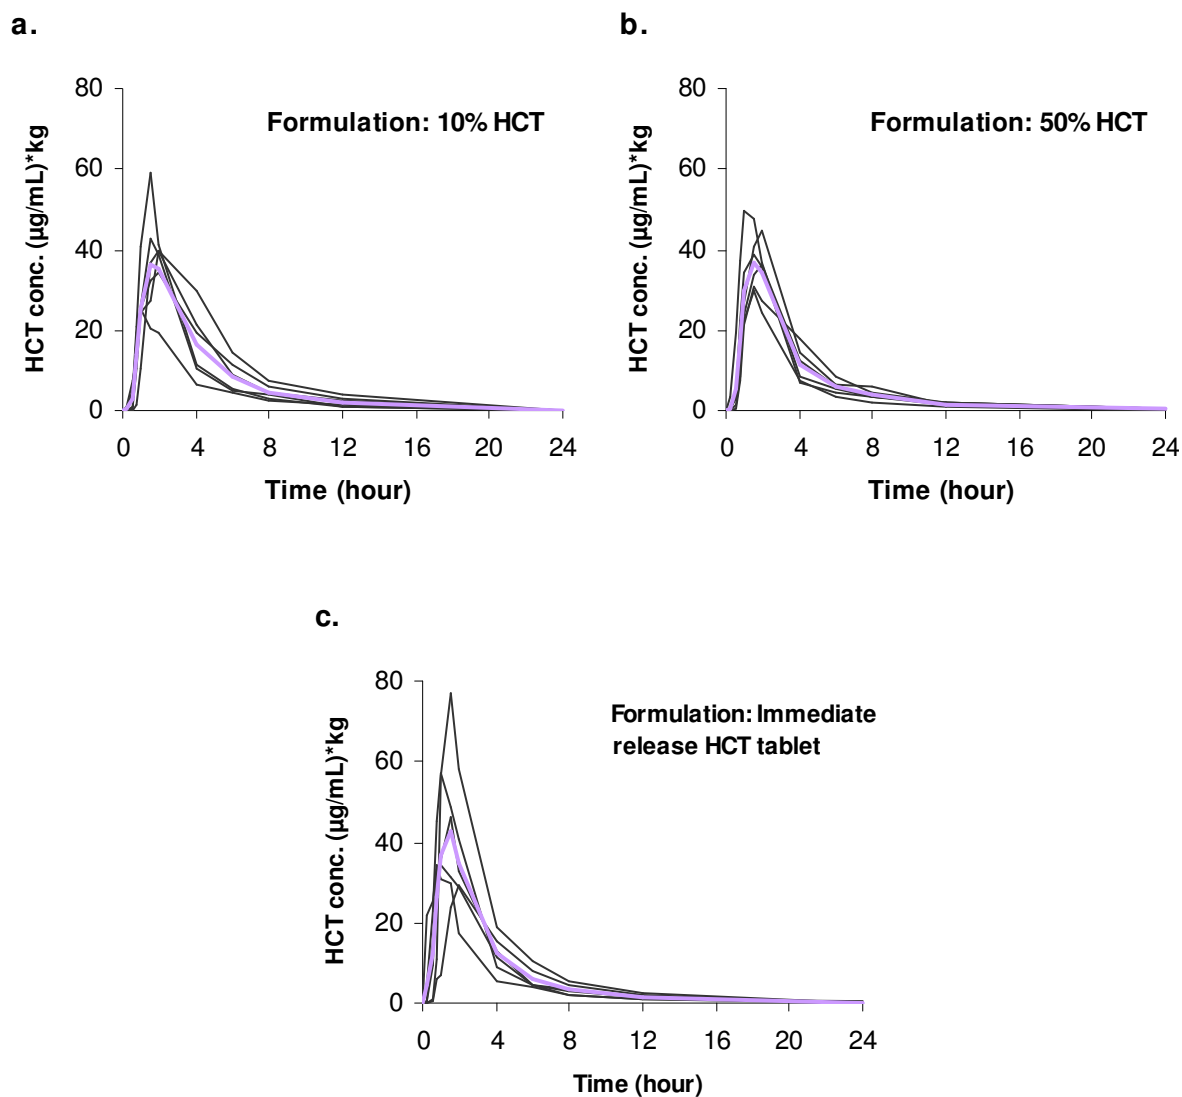 a.
80
60
40
20
0
HCT conc. (µg/mL)*kg
Formulation: 10% HCT
0 4 8 12 16 20 24
Time (hour)
b.
80
60
40
20
0
HCT conc. (µg/mL)*kg
Formulation: 50% HCT
0 4 8 12 16 20 24
Time (hour)
c.
80
60
40
20
0
HCT conc. (µg/mL)*kg
Formulation: Immediate
release HCT tablet
0 4 8 12 16 20 24
Time (hour)